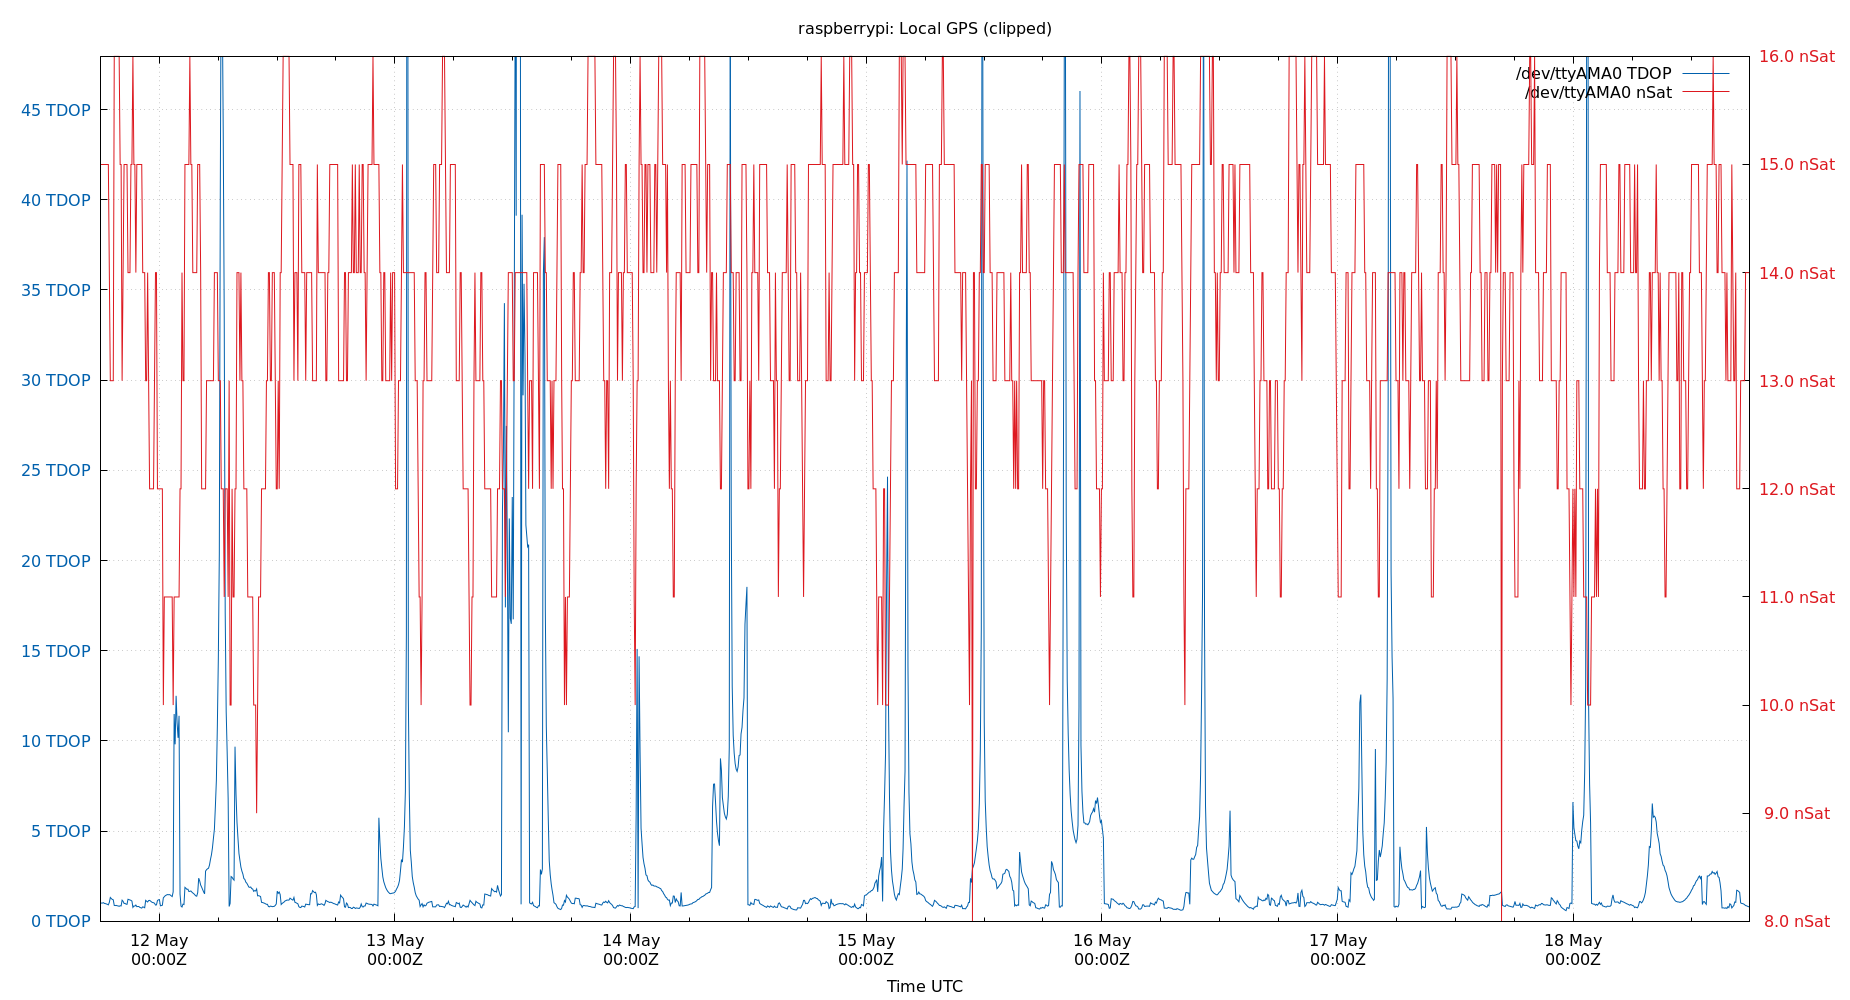 raspberrypi: Local GPS (clipped)
/dev/ttyAMA0 TDOP
/dev/ttyAMA0 nSat
45 TDOP
40 TDOP
35 TDOP
30 TDOP
25 TDOP
20 TDOP
15 TDOP
10 TDOP
5 TDOP
0 TDOP
16.0 nSat
15.0 nSat
14.0 nSat
13.0 nSat
12.0 nSat
11.0 nSat
10.0 nSat
9.0 nSat
8.0 nSat
12 May
00:00Z
13 May
00:00Z
14 May
00:00Z
15 May
00:00Z
16 May
00:00Z
17 May
00:00Z
18 May
00:00Z
Time UTC